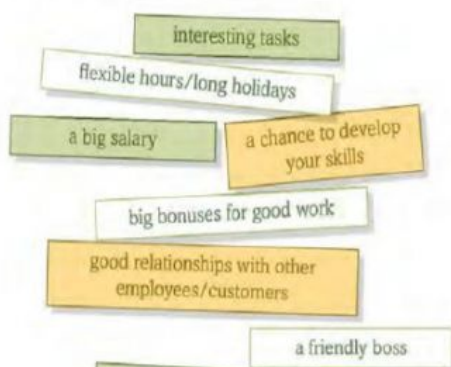 interesting tasks
flexible hours/long holidays
a big salary
a chance to develop
your skills
big bonuses for good work
good relationships with other
employees/customers
a friendly boss